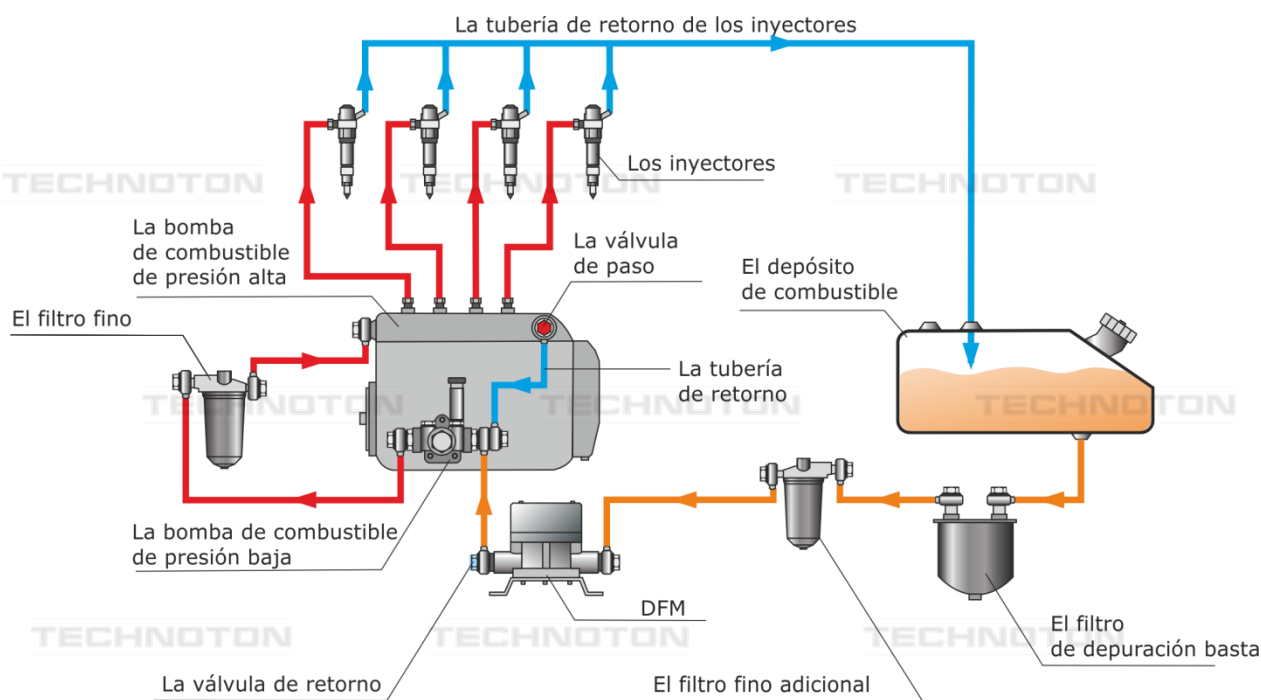 La tubería de retorno de los inyectores
Los inyectores
TECHNOTON
TECHNOTON
TECHNOTON
La bomba
de combustible
de presión alta
La válvula
de paso
El depósito
de combustible
El filtro fino
La tubería
de retorno
TECHNOTON
TECHNOTON
TECHNOTON
La bomba de combustible
de presión baja
DFM
El filtro
de depuración basta
TECHNOTON
TECHNOTON
TECHNOTON
La válvula de retorno
El filtro fino adicional